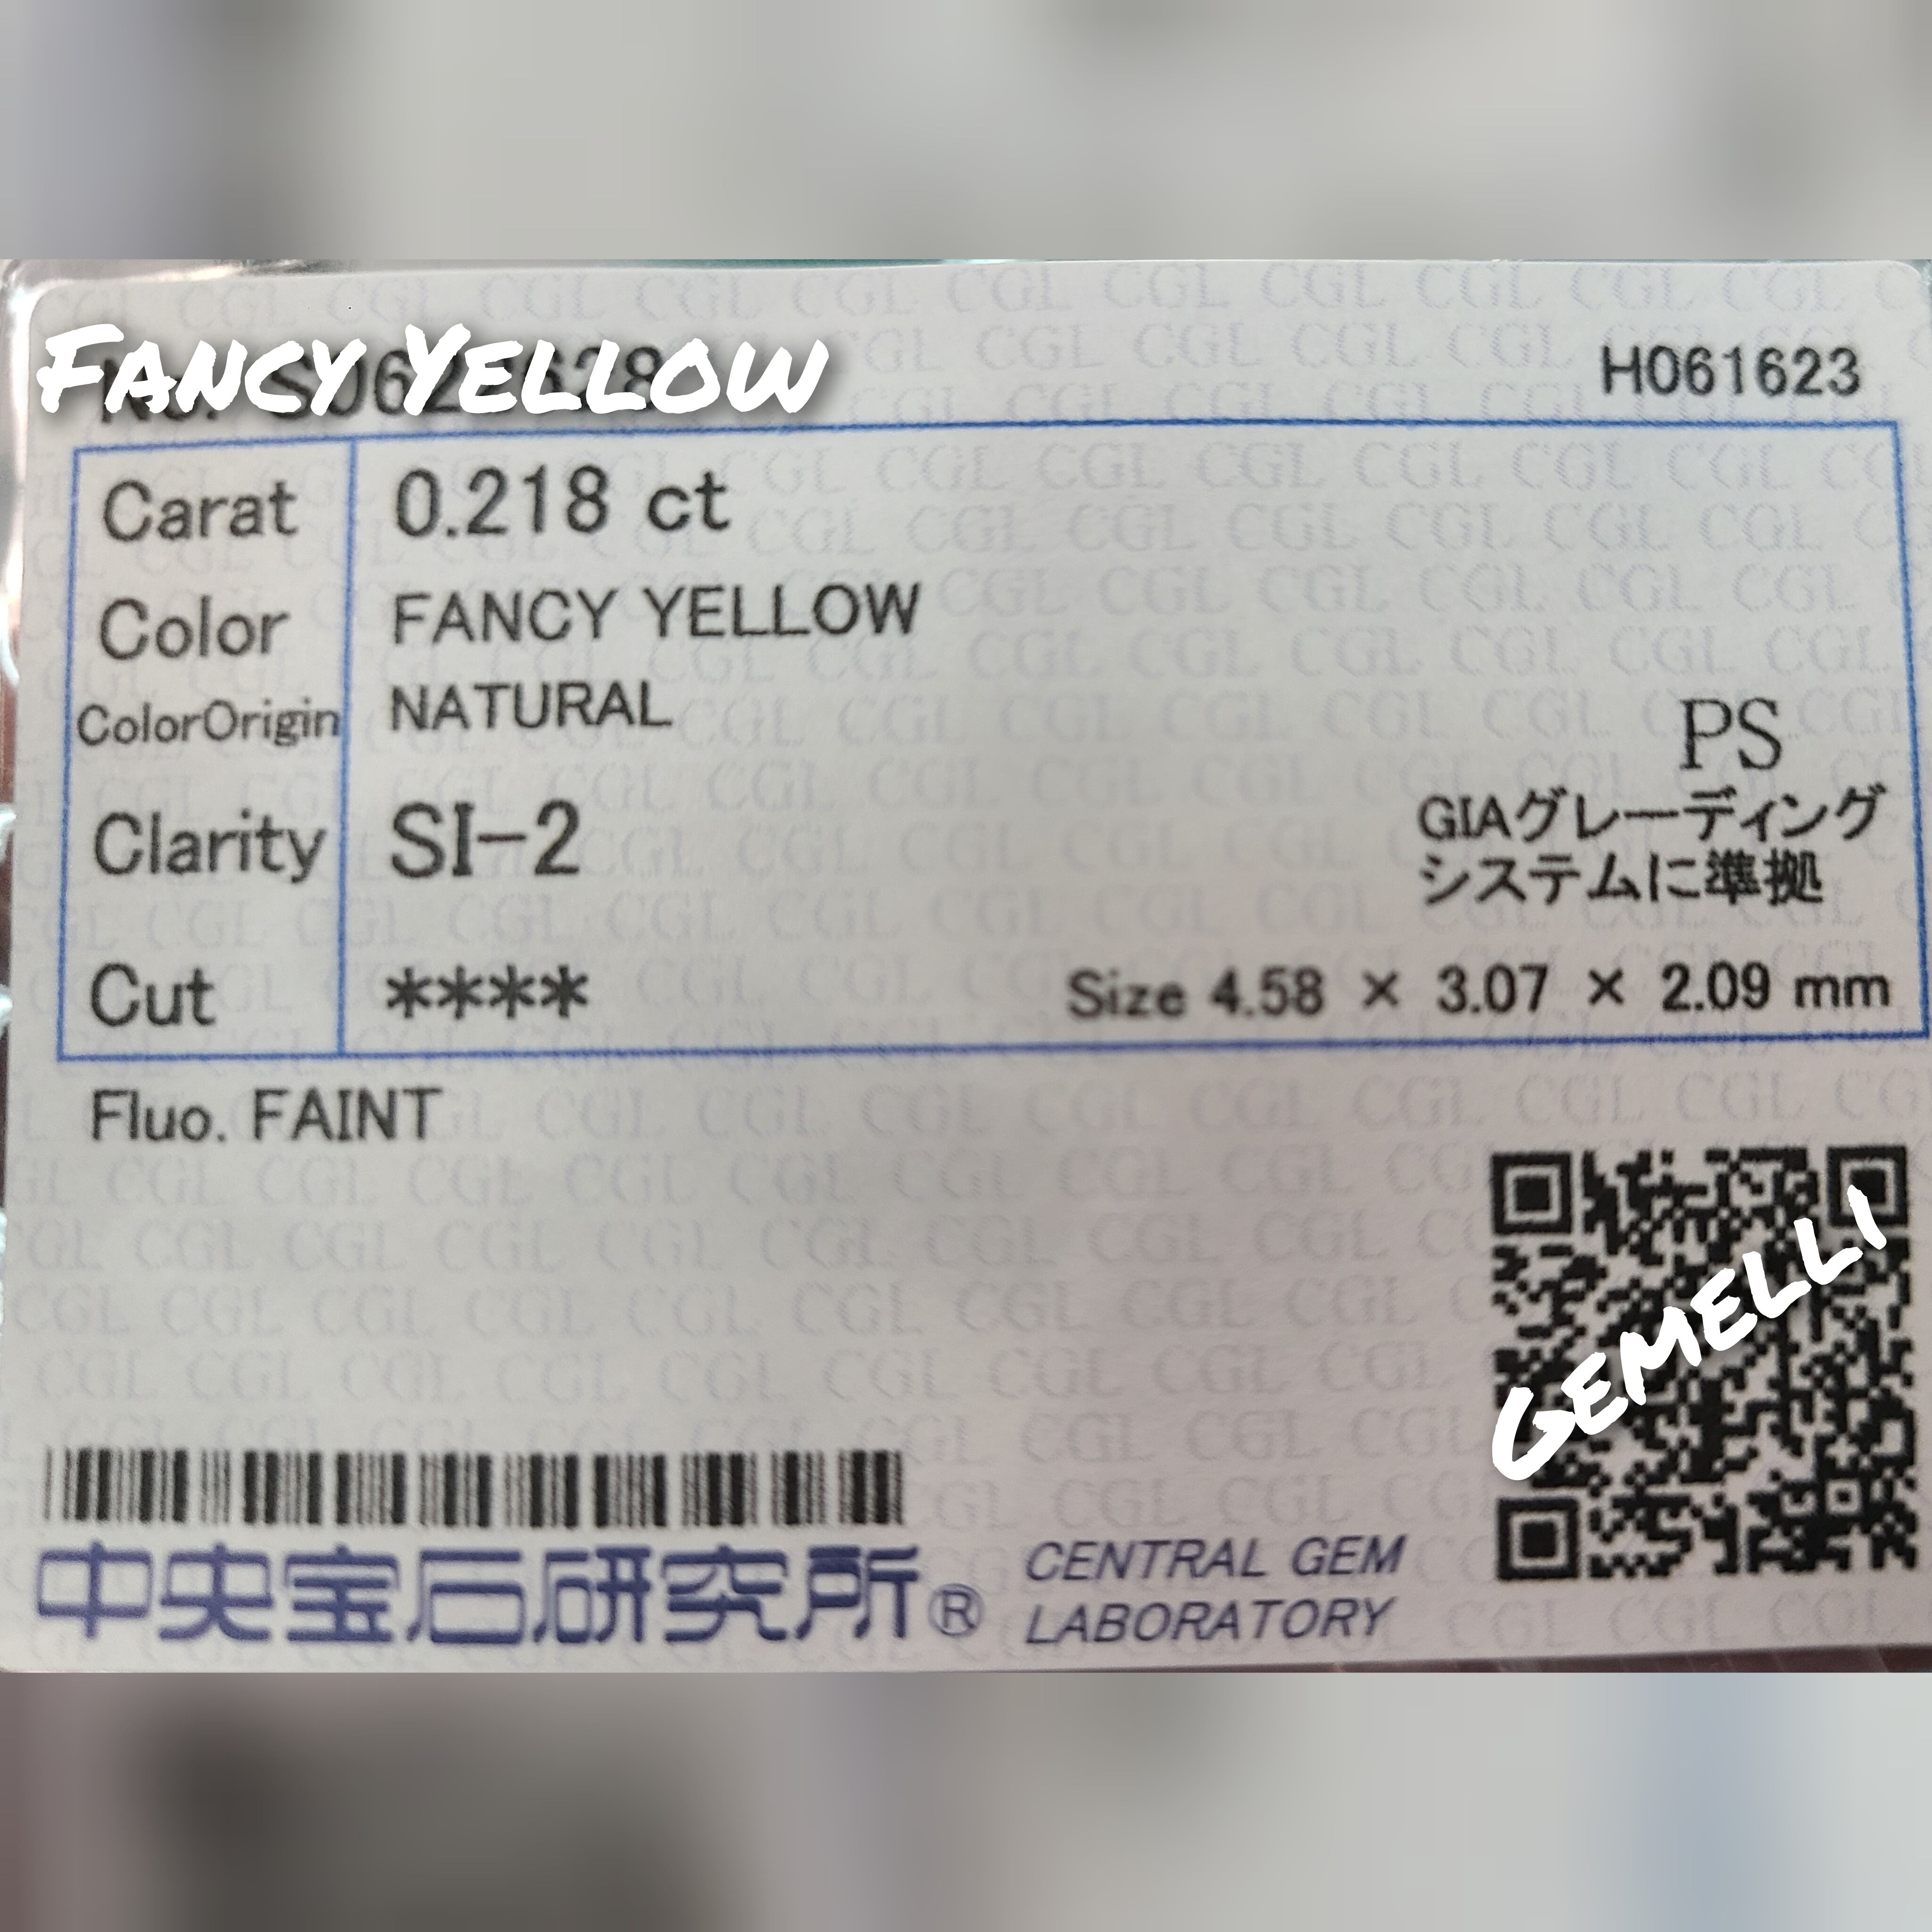 FANCY YELLOW
H061623
Carat 0.218 ct
Color FANCY YELLOW
ColorOrigin NATURAL
PS
Clarity SI-2
GIAグレーディング
システムに準拠
Cut ****
Size 4.58 × 3.07 × 2.09 mm
Fluo. FAINT
GEMELLI
中央宝石研究所®
CENTRAL GEM
LABORATORY